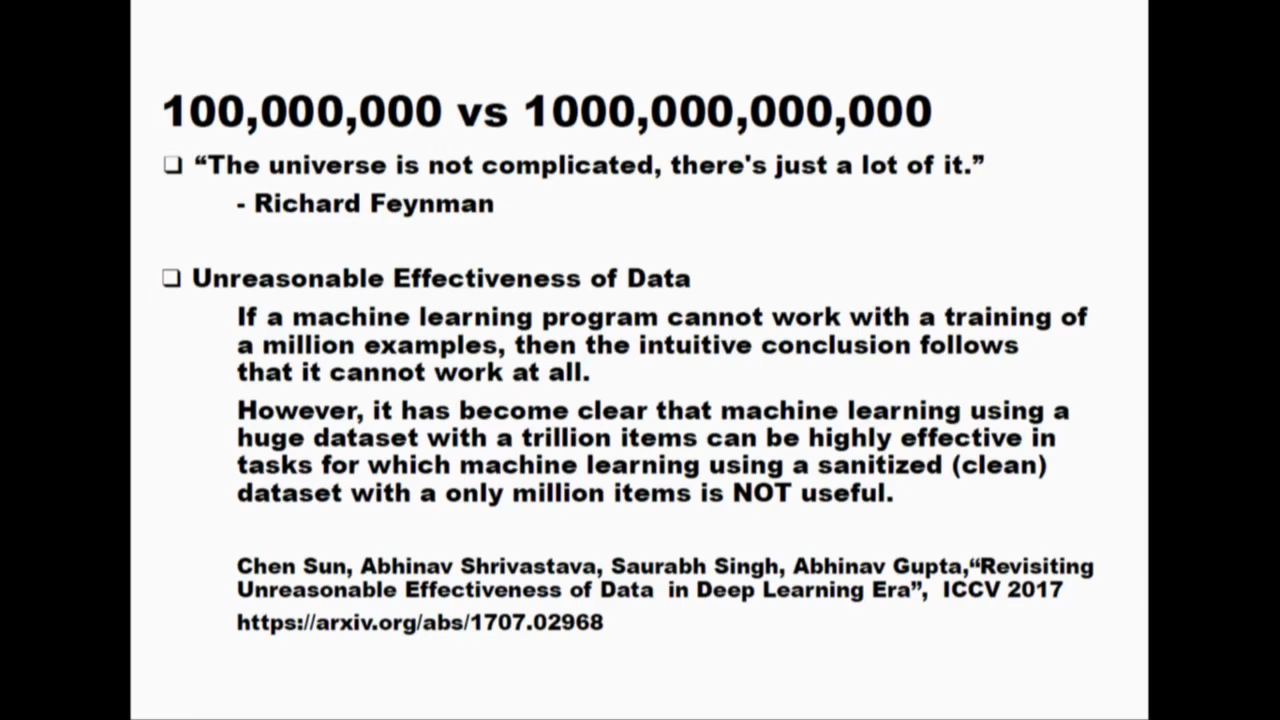 100,000,000 vs 1000,000,000,000
❑ “The universe is not complicated, there's just a lot of it.”
- Richard Feynman
❑ Unreasonable Effectiveness of Data
If a machine learning program cannot work with a training of
a million examples, then the intuitive conclusion follows
that it cannot work at all.
However, it has become clear that machine learning using a
huge dataset with a trillion items can be highly effective in
tasks for which machine learning using a sanitized (clean)
dataset with a only million items is NOT useful.
Chen Sun, Abhinav Shrivastava, Saurabh Singh, Abhinav Gupta,“Revisiting
Unreasonable Effectiveness of Data  in Deep Learning Era”,  ICCV 2017
https://arxiv.org/abs/1707.02968